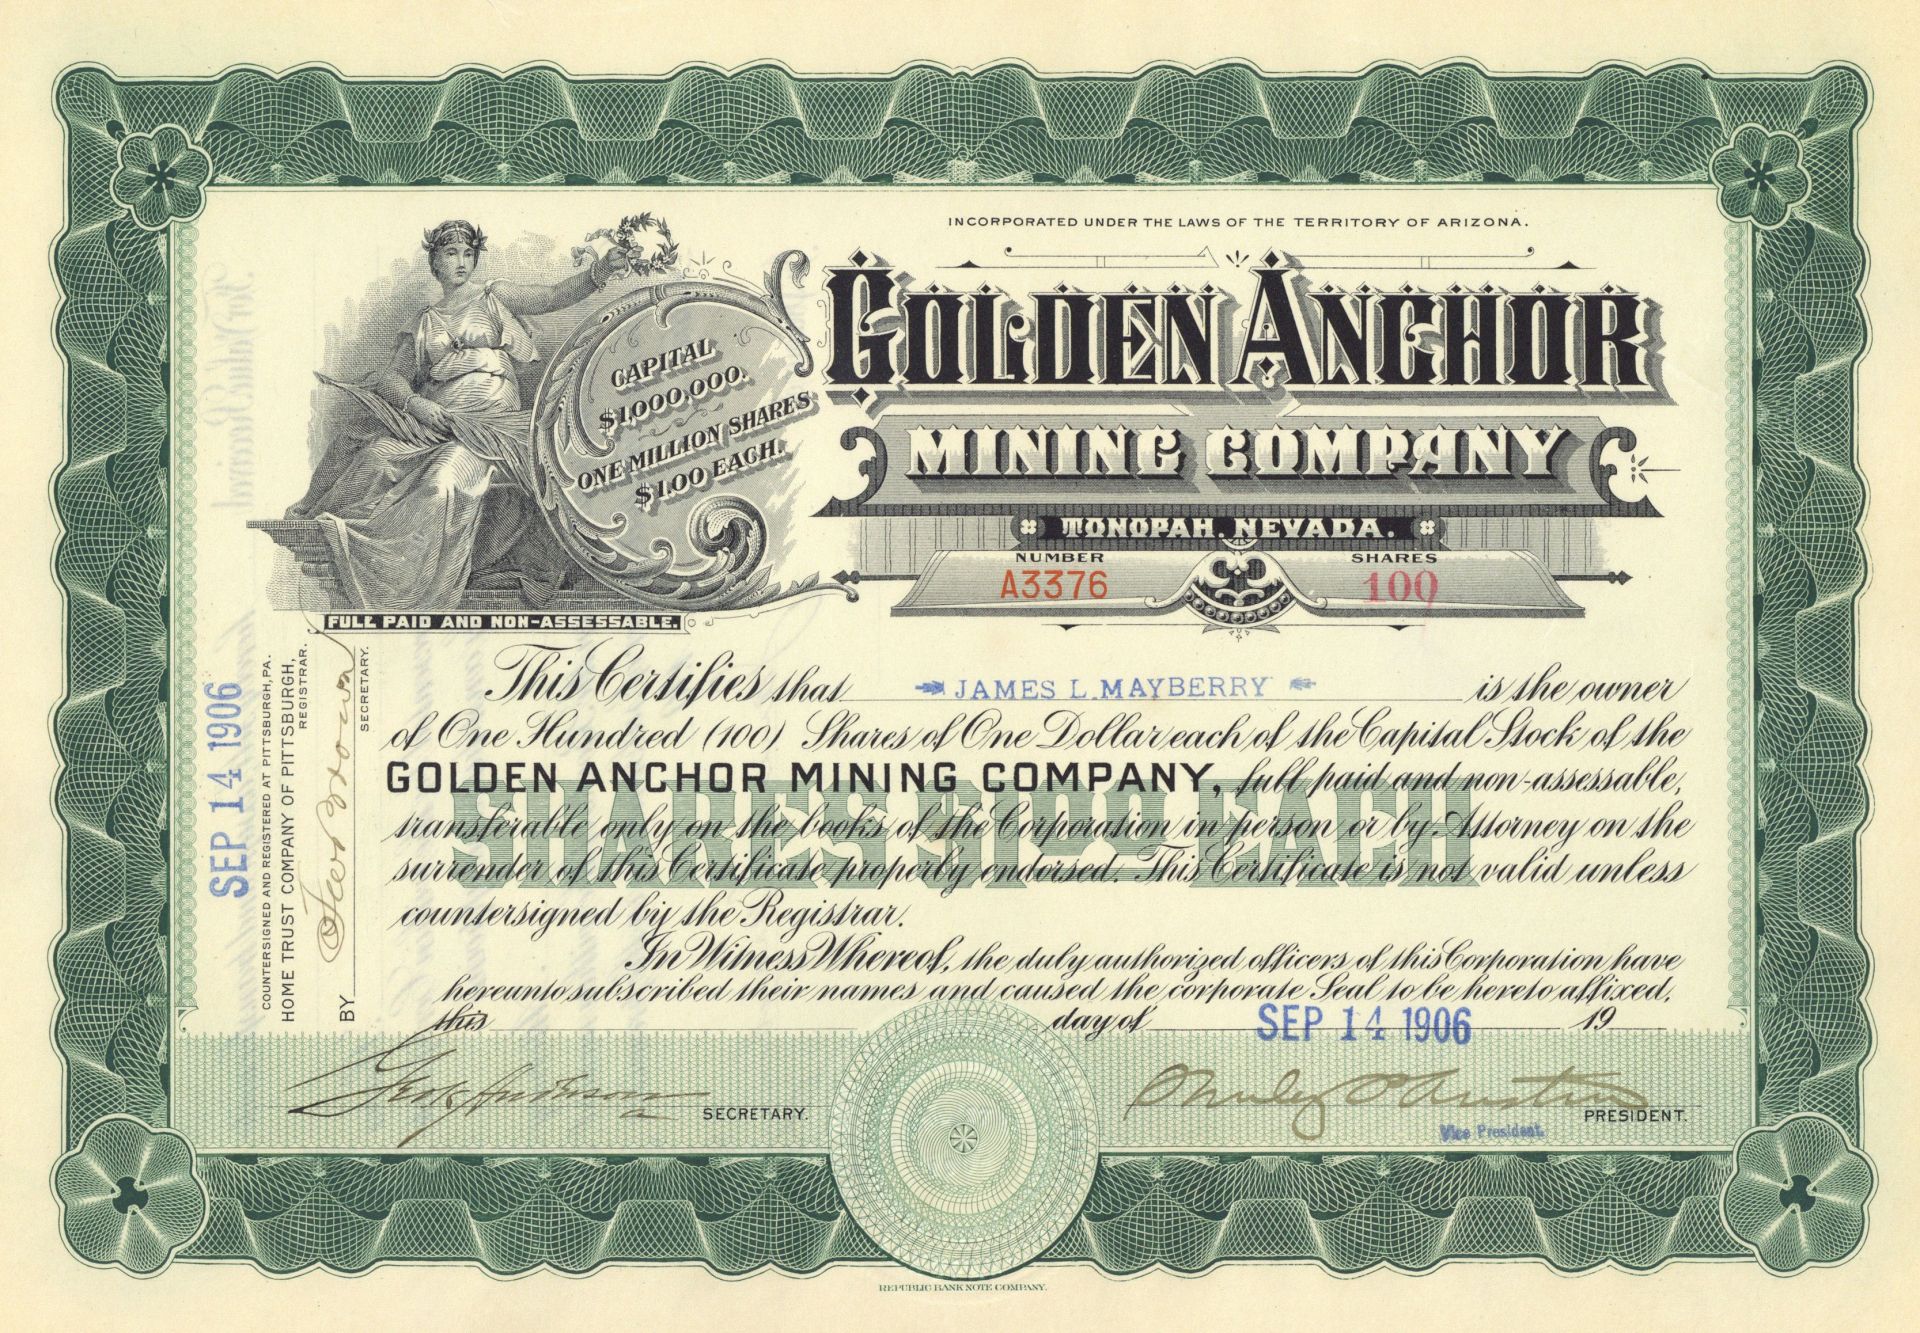 INCORPORATED UNDER THE LAWS OF THE TERRITORY OF ARIZONA.
GOLDEN ANCHOR
MINING COMPANY
TONOPAH, NEVADA.
CAPITAL
$1,000,000.
ONE MILLION SHARES
$1.00 EACH.
NUMBER
A3376
SHARES
100
FULL PAID AND NON-ASSESSABLE.
This Certifies that JAMES L. MAYBERRY is the owner
of One Hundred (100) Shares of One Dollar each of the Capital Stock of the
GOLDEN ANCHOR MINING COMPANY, full paid and non-assessable,
transferable only on the books of the Corporation in person or by Attorney on the
surrender of this Certificate properly endorsed. This Certificate is not valid unless
countersigned by the Registrar.
SHARES $1.00 EACH
In Witness Whereof, the duly authorized officers of this Corporation have
hereunto subscribed their names and caused the corporate Seal to be hereto affixed,
this day of SEP 14 1906 19
SECRETARY.
PRESIDENT.
Vice President.
SEP 14 1906
COUNTERSIGNED AND REGISTERED AT PITTSBURGH, PA.
HOME TRUST COMPANY OF PITTSBURGH,
REGISTRAR.
BY
SECRETARY.
REPUBLIC BANK NOTE COMPANY.